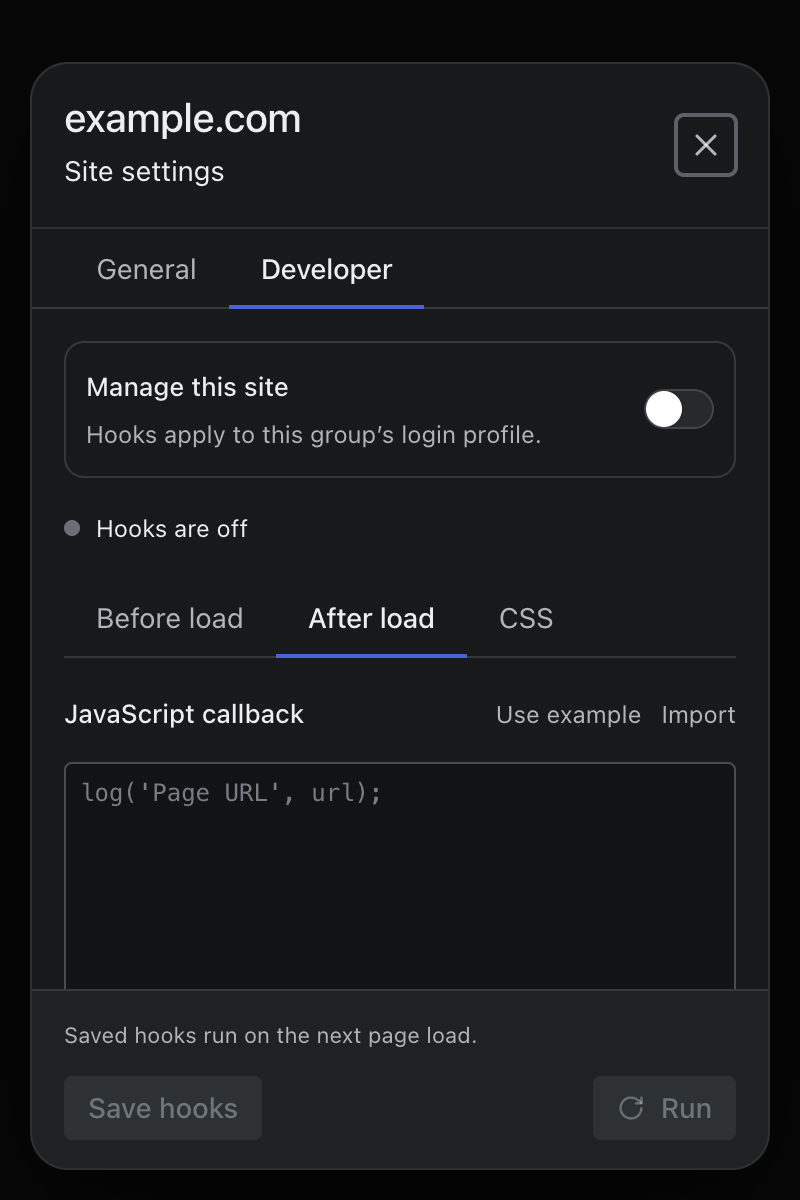 example.com
Site settings
General Developer
Manage this site
Hooks apply to this group’s login profile.
Hooks are off
Before load After load CSS
JavaScript callback Use example Import
log('Page URL', url);
Saved hooks run on the next page load.
Save hooks Run